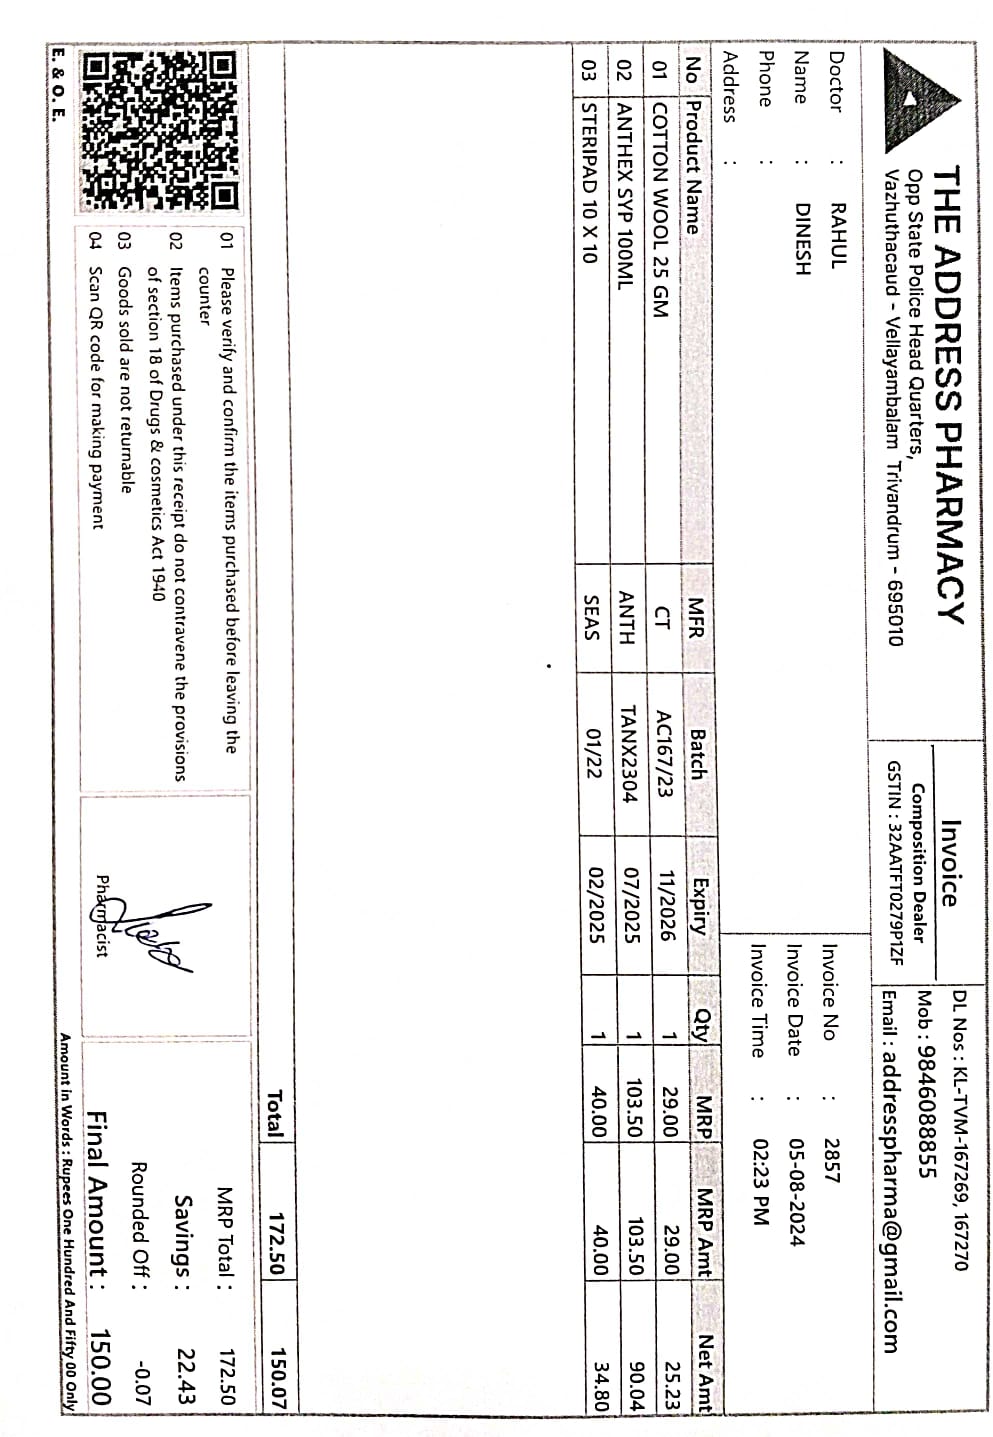 THE ADDRESS PHARMACY
Opp State Police Head Quarters,
Vazhuthacaud - Vellayambalam Trivandrum - 695010
Invoice
Composition Dealer
GSTIN : 32AATFT0279P1ZF
DL Nos : KL-TVM-167269, 167270
Mob : 9846088855
Email : addresspharma@gmail.com
Doctor : RAHUL
Name : DINESH
Phone :
Address :
Invoice No : 2857
Invoice Date : 05-08-2024
Invoice Time : 02:23 PM
No Product Name MFR Batch Expiry Qty MRP MRP Amt Net Amt
01 COTTON WOOL 25 GM CT AC167/23 11/2026 1 29.00 29.00 25.23
02 ANTHEX SYP 100ML ANTH TANX2304 07/2025 1 103.50 103.50 90.04
03 STERIPAD 10 X 10 SEAS 01/22 02/2025 1 40.00 40.00 34.80
Total 172.50 150.07
01 Please verify and confirm the items purchased before leaving the
counter
02 Items purchased under this receipt do not contravene the provisions
of section 18 of Drugs & cosmetics Act 1940
03 Goods sold are not returnable
04 Scan QR code for making payment
Pharmacist
MRP Total : 172.50
Savings : 22.43
Rounded Off : -0.07
Final Amount : 150.00
E. & O. E.
Amount in Words : Rupees One Hundred And Fifty 00 Only